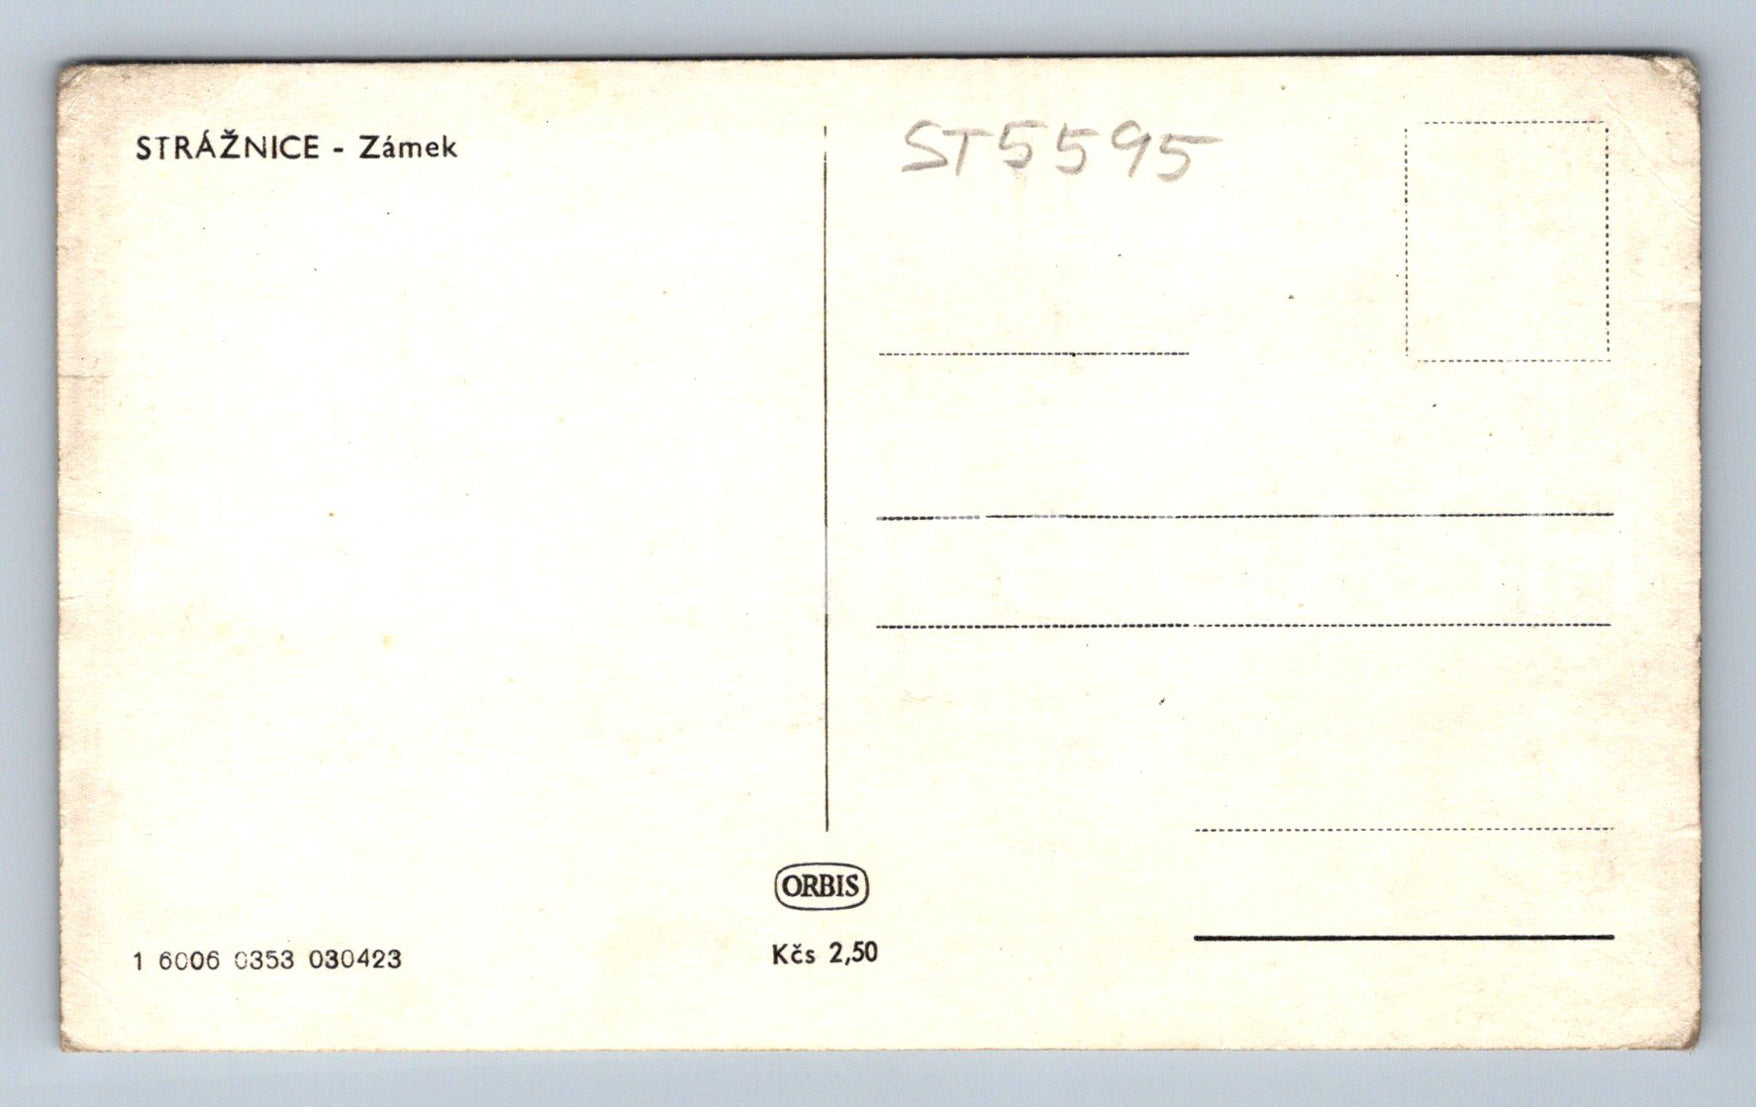 STRÁŽNICE - Zámek
ST5595
ORBIS
Kčs 2,50
1 6006 0353 030423